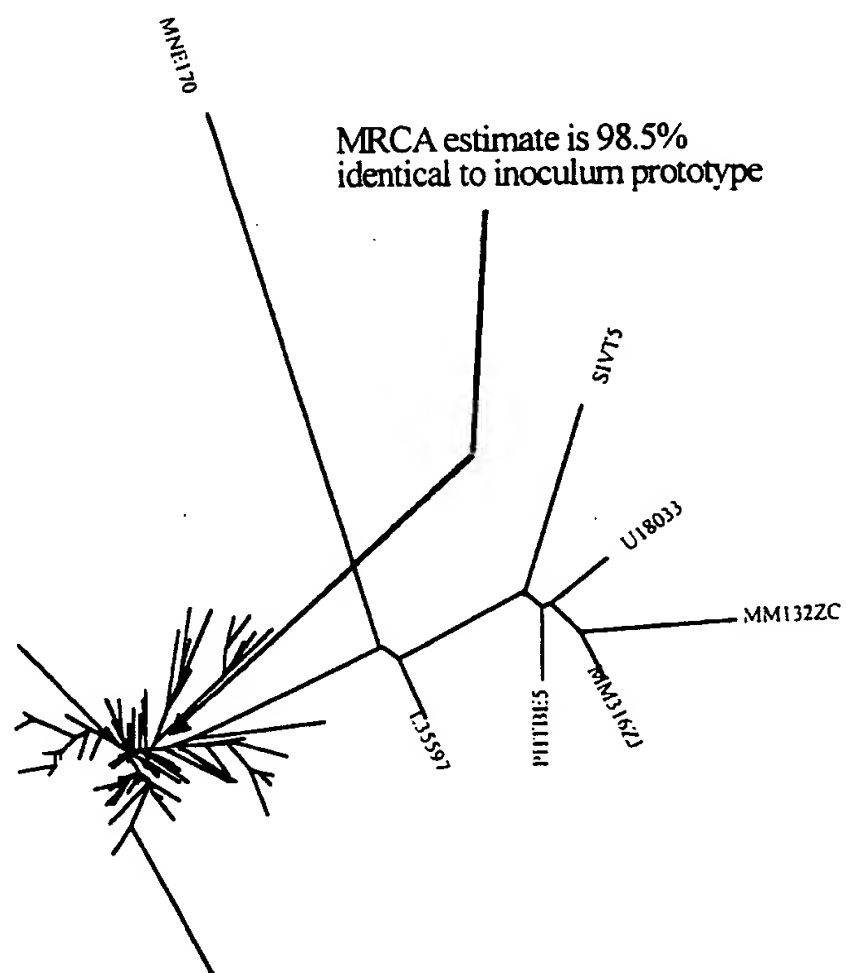 MNE170
MRCA estimate is 98.5%
identical to inoculum prototype
SIVT5
U18033
MM132ZC
MM316ZJ
PHTBE5
L35597